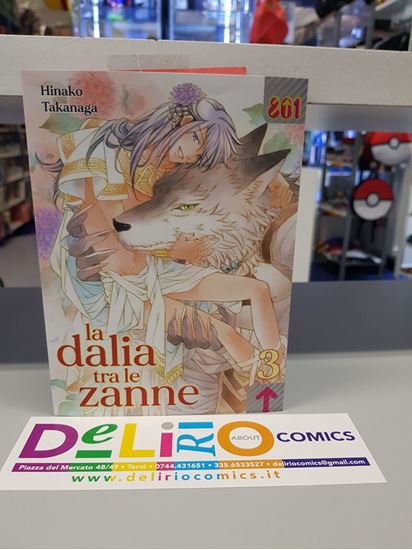 Hinako
Takanaga
801
la
dalia
tra le
zanne
3
DeLiRIO ABOUT COMICS
Piazza del Mercato 48/49 • Terni • 0744.431651 • 335.6533527 • deliriocomics@gmail.com
www.deliriocomics.it